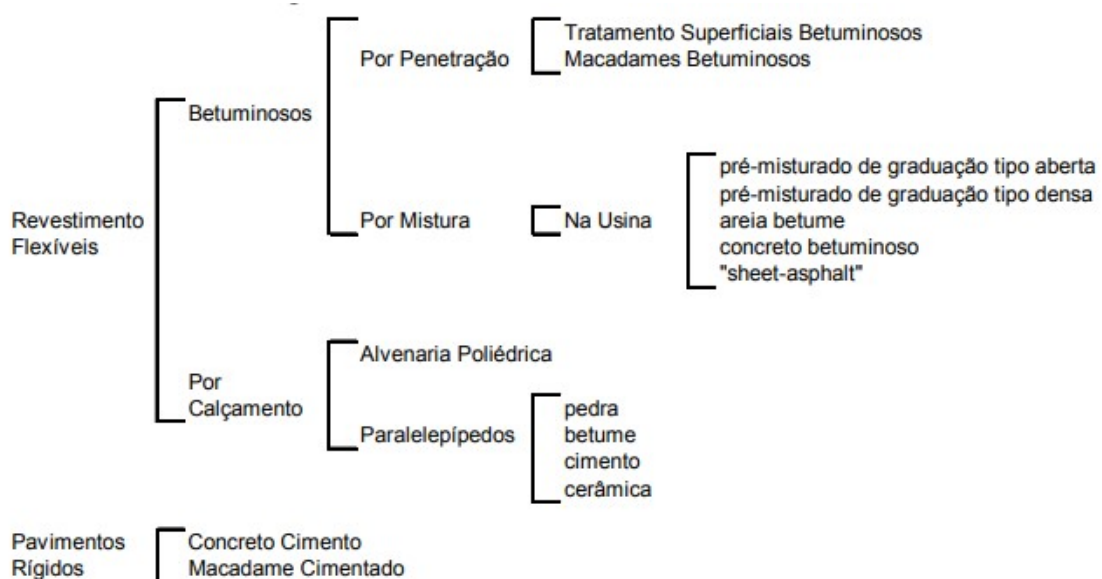 Tratamento Superficiais Betuminosos
Por Penetração
Macadames Betuminosos
Betuminosos
pré-misturado de graduação tipo aberta
pré-misturado de graduação tipo densa
Revestimento
Flexíveis
Por Mistura
Na Usina
areia betume
concreto betuminoso
"sheet-asphalt"
Alvenaria Poliédrica
Por
Calçamento
Paralelepípedos
pedra
betume
cimento
cerâmica
Pavimentos
Rígidos
Concreto Cimento
Macadame Cimentado